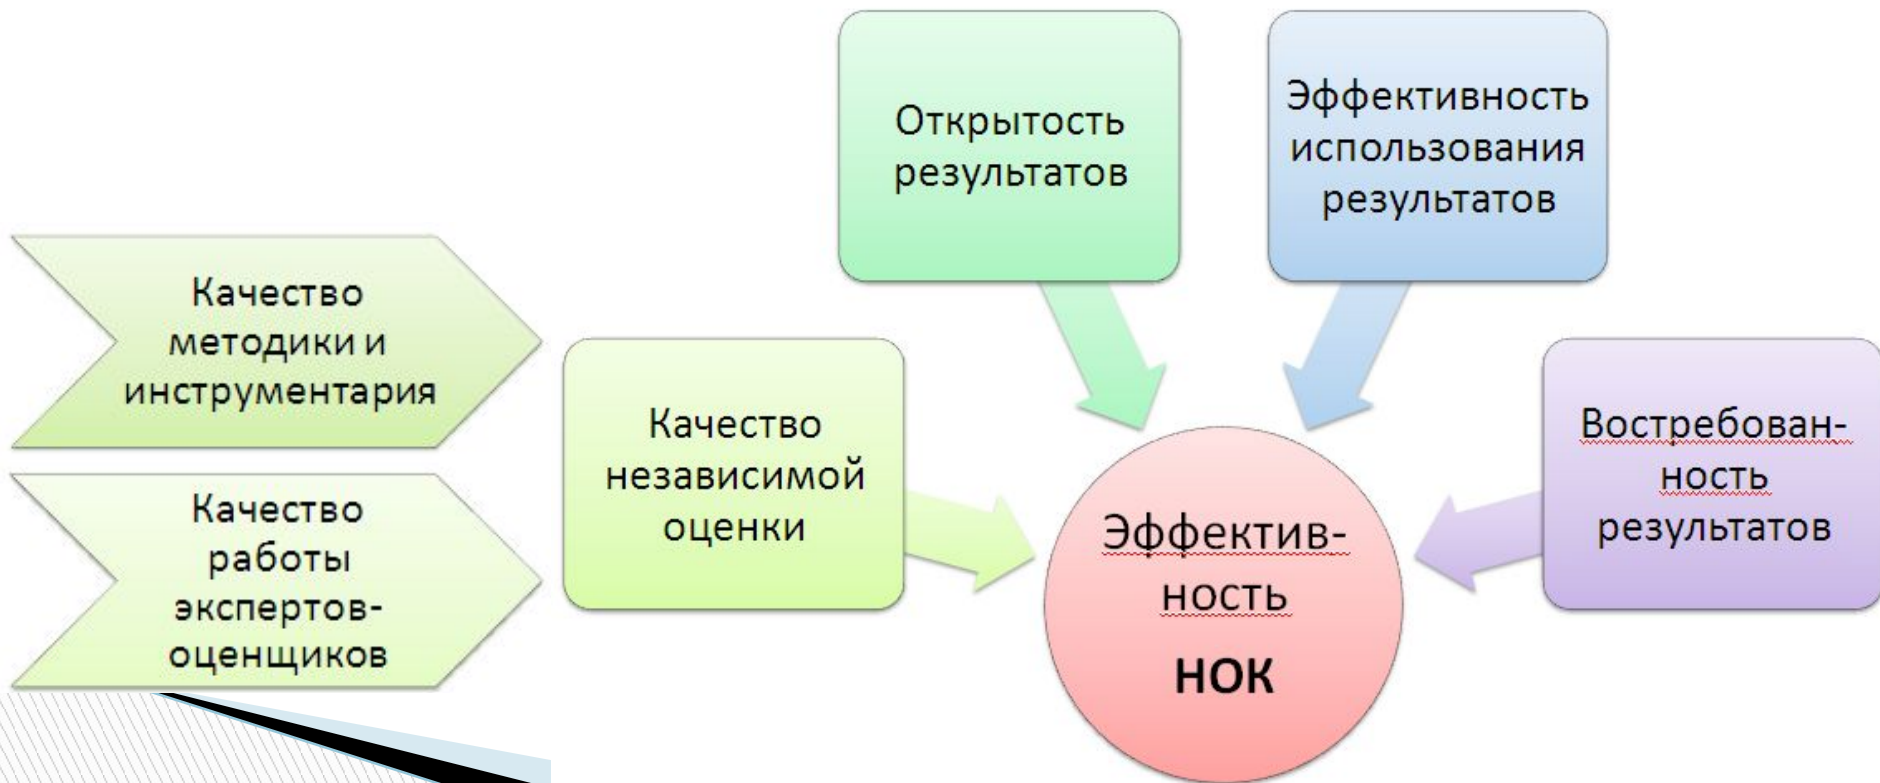 Качество
методики и
инструментария
Качество
работы
экспертов-
оценщиков
Качество
независимой
оценки
Открытость
результатов
Эффективность
использования
результатов
Востребован-
ность
результатов
Эффектив-
ность
НОК